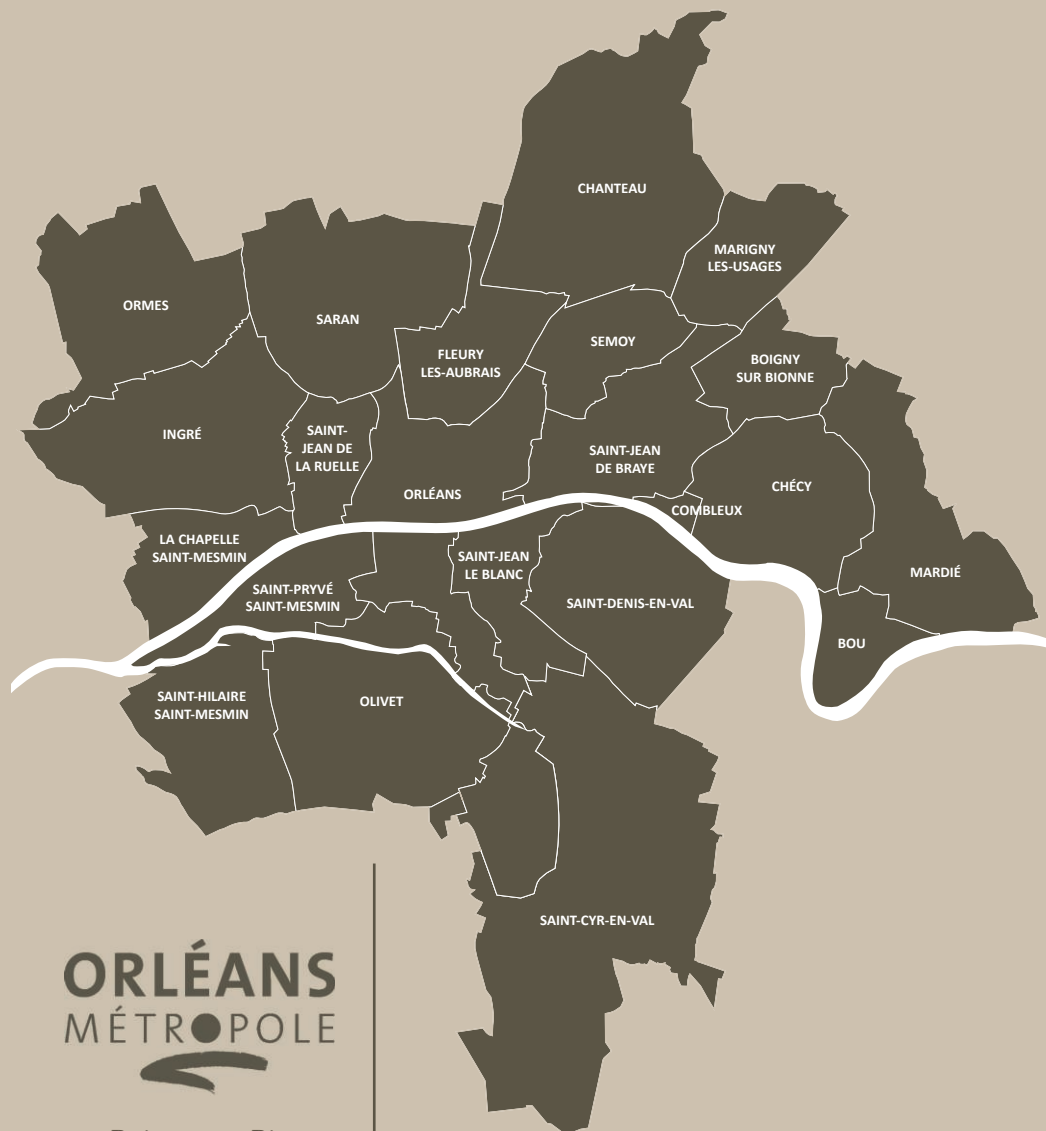 CHANTEAU
MARIGNY
LES-USAGES
ORMES
SARAN
FLEURY
LES-AUBRAIS
SEMOY
BOIGNY
SUR BIONNE
INGRÉ
SAINT-
JEAN DE
LA RUELLE
SAINT-JEAN
DE BRAYE
ORLÉANS
CHÉCY
COMBLEUX
LA CHAPELLE
SAINT-MESMIN
SAINT-JEAN
LE BLANC
MARDIÉ
SAINT-PRYVÉ
SAINT-MESMIN
SAINT-DENIS-EN-VAL
BOU
SAINT-HILAIRE
SAINT-MESMIN
OLIVET
SAINT-CYR-EN-VAL
ORLÉANS
MÉTROPOLE